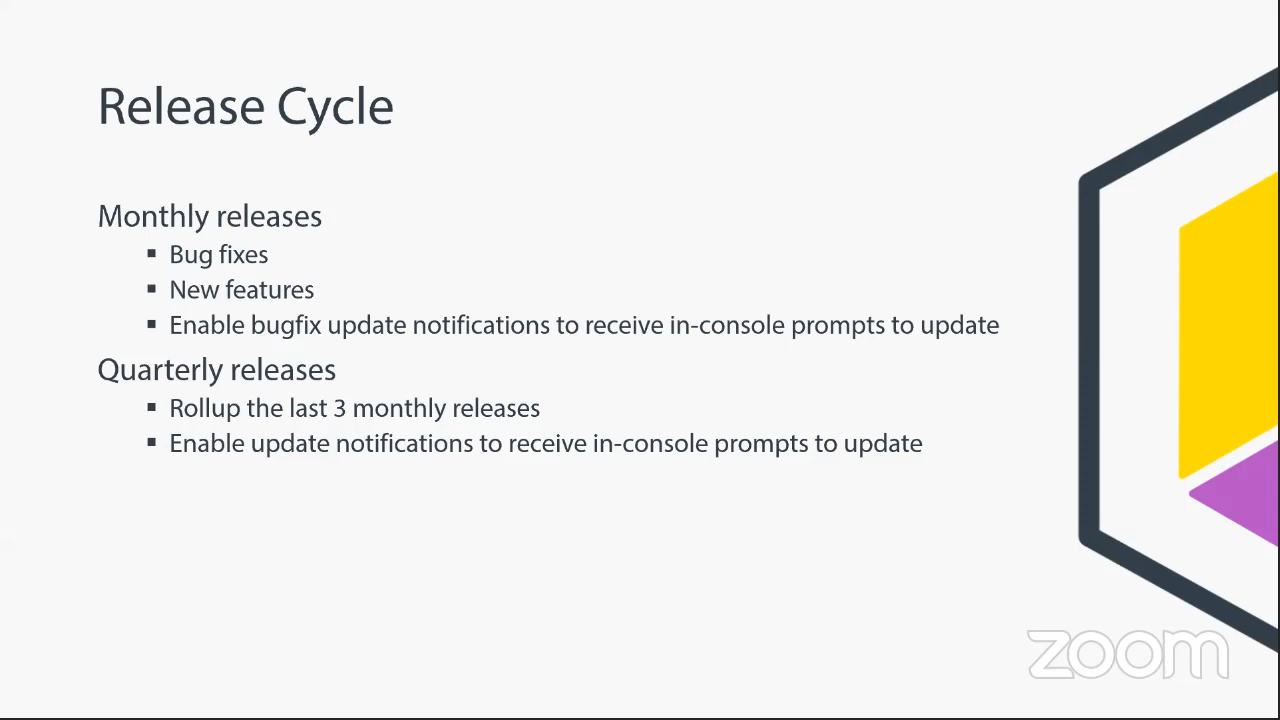 Release Cycle
Monthly releases
▪ Bug fixes
▪ New features
▪ Enable bugfix update notifications to receive in-console prompts to update
Quarterly releases
▪ Rollup the last 3 monthly releases
▪ Enable update notifications to receive in-console prompts to update
zoom